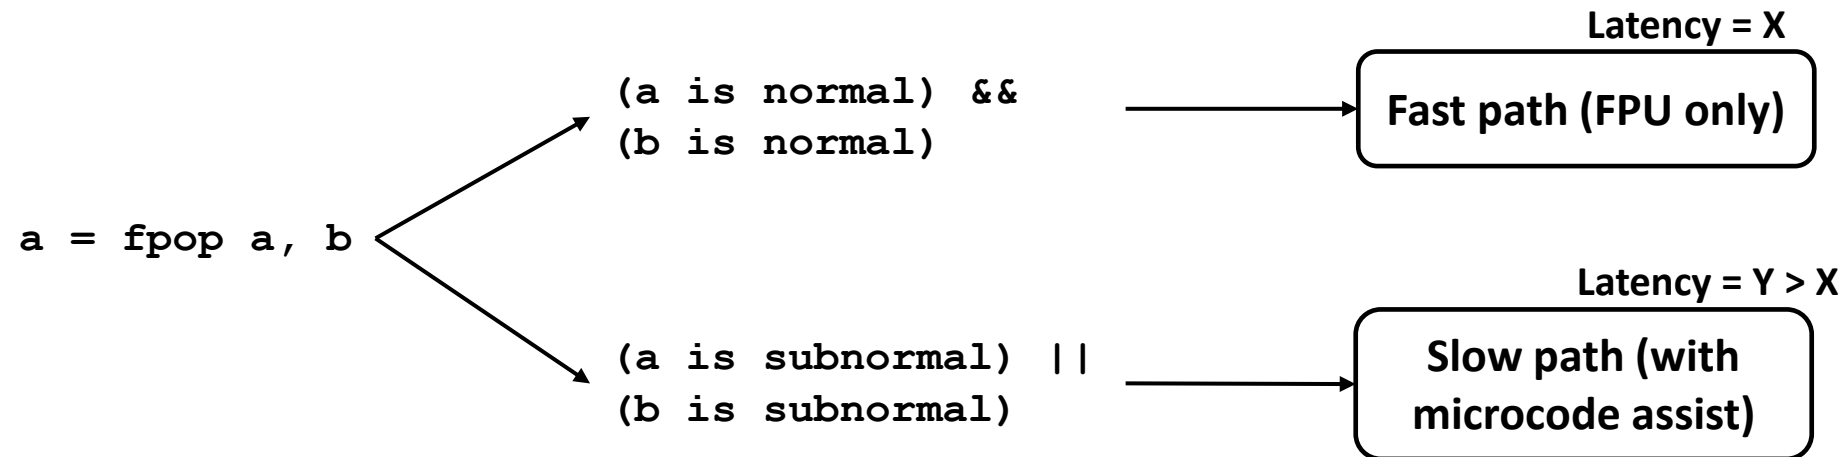 Latency = X
(a is normal) &&
(b is normal)
Fast path (FPU only)
a = fpop a, b
Latency = Y > X
(a is subnormal) ||
(b is subnormal)
Slow path (with
microcode assist)